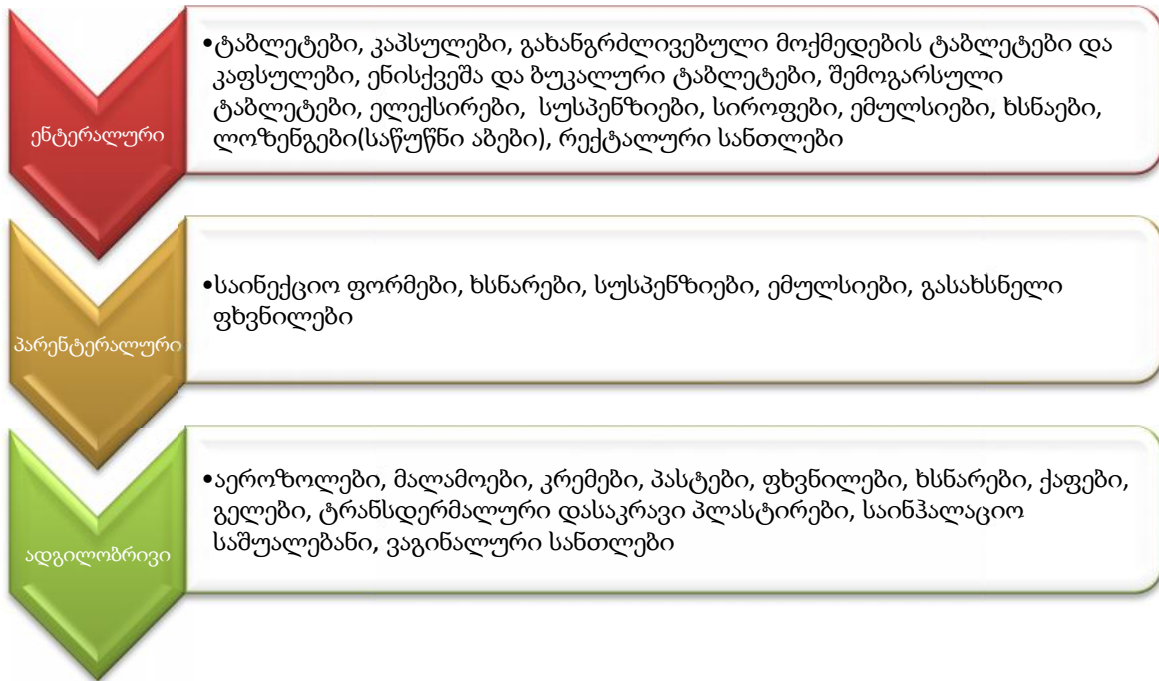 ენტერალური
•ტაბლეტები, კაპსულები, გახანგრძლივებული მოქმედების ტაბლეტები და
კაფსულები, ენისქვეშა და ბუკალური ტაბლეტები, შემოგარსული
ტაბლეტები, ელექსირები, სუსპენზიები, სიროფები, ემულსიები, ხსნაები,
ლოზენგები(საწუწნი აბები), რექტალური სანთლები
პარენტერალური
•საინექციო ფორმები, ხსნარები, სუსპენზიები, ემულსიები, გასახსნელი
ფხვნილები
ადგილობრივი
•აეროზოლები, მალამოები, კრემები, პასტები, ფხვნილები, ხსნარები, ქაფები,
გელები, ტრანსდერმალური დასაკრავი პლასტირები, საინჰალაციო
საშუალებანი, ვაგინალური სანთლები